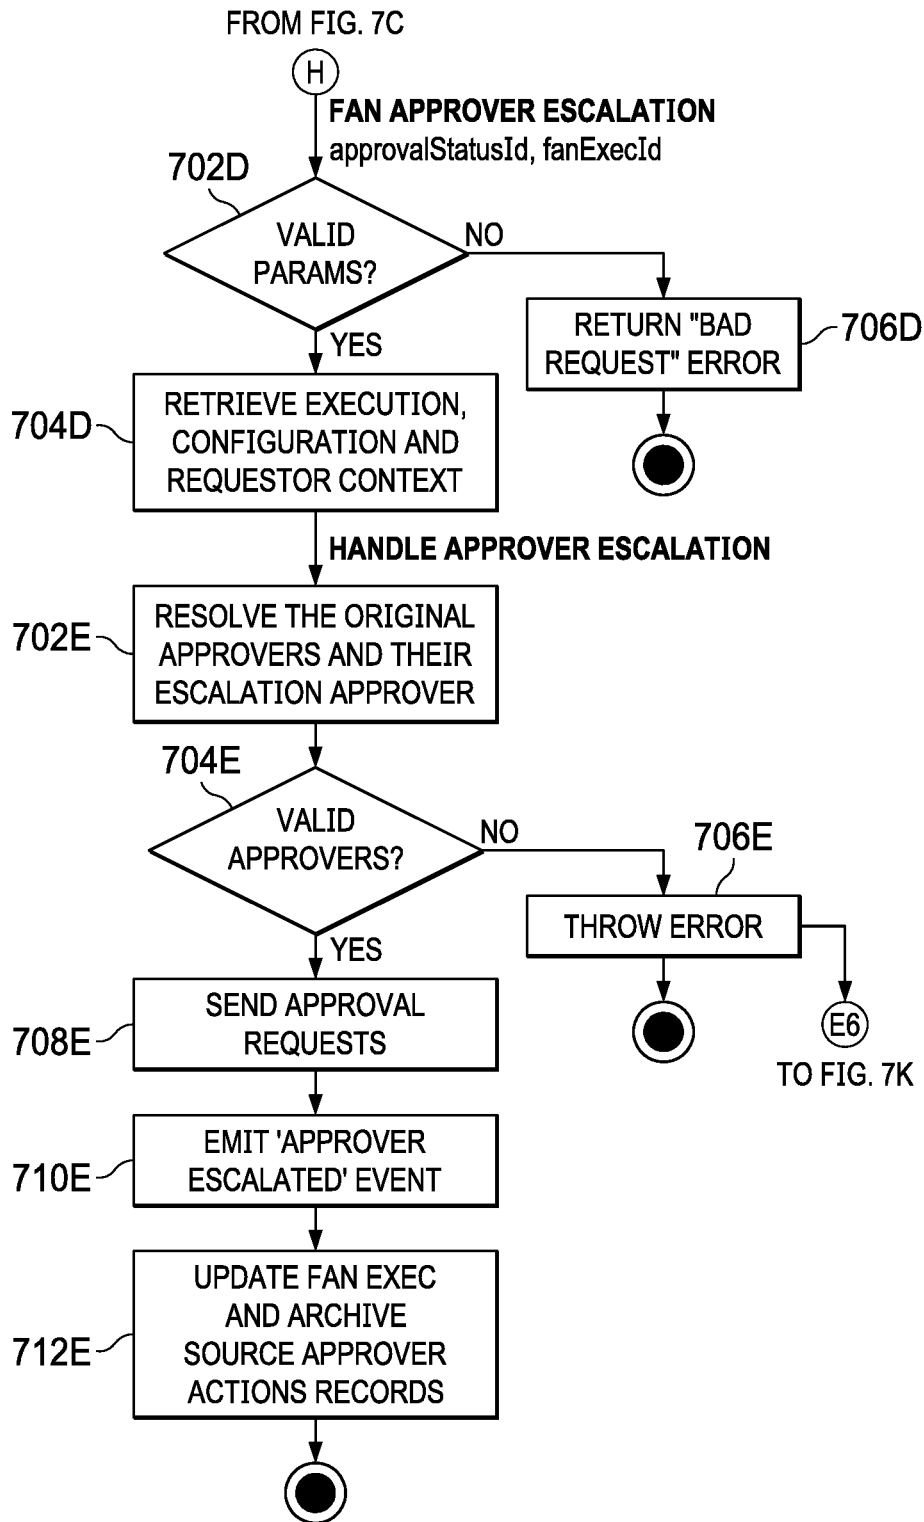 FROM FIG. 7C
H
FAN APPROVER ESCALATION
approvalStatusId, fanExecId
702D
VALID
PARAMS?
NO
YES
RETURN "BAD
REQUEST" ERROR
706D
704D
RETRIEVE EXECUTION,
CONFIGURATION AND
REQUESTOR CONTEXT
HANDLE APPROVER ESCALATION
702E
RESOLVE THE ORIGINAL
APPROVERS AND THEIR
ESCALATION APPROVER
704E
VALID
APPROVERS?
NO
YES
706E
THROW ERROR
E6
TO FIG. 7K
708E
SEND APPROVAL
REQUESTS
710E
EMIT 'APPROVER
ESCALATED' EVENT
712E
UPDATE FAN EXEC
AND ARCHIVE
SOURCE APPROVER
ACTIONS RECORDS